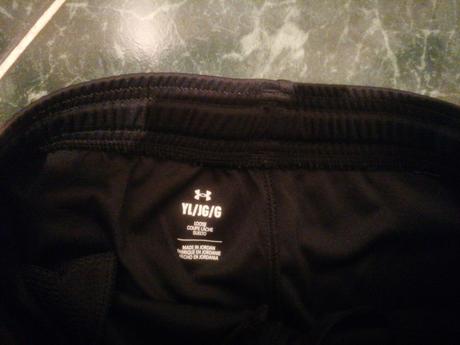 YL/JG/G
LOOSE
COUPE LÂCHE
SUELTO
MADE IN JORDAN
FABRIQUÉ EN JORDANIE
HECHO EN JORDANIA